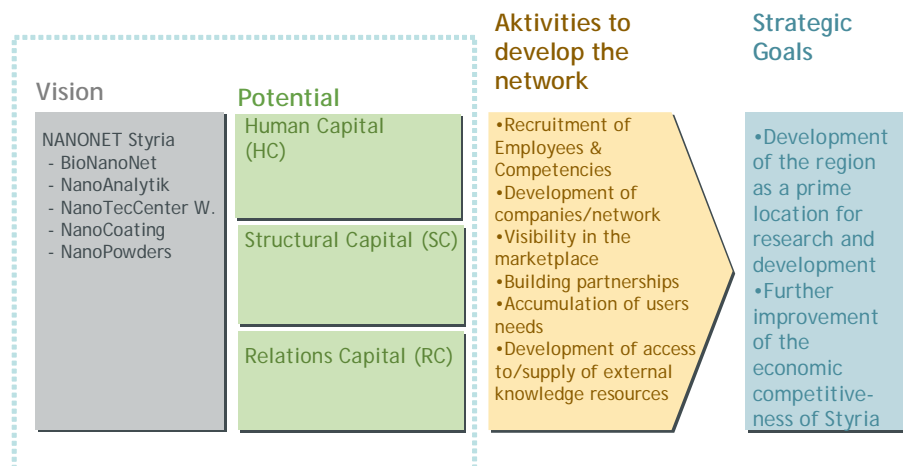 Vision
NANONET Styria
- BioNanoNet
- NanoAnalytik
- NanoTecCenter W.
- NanoCoating
- NanoPowders
Potential
Human Capital
(HC)
Structural Capital (SC)
Relations Capital (RC)
Aktivities to
develop the
network
•Recruitment of
Employees &
Competencies
•Development of
companies/network
•Visibility in the
marketplace
•Building partnerships
•Accumulation of users
needs
•Development of access
to/supply of external
knowledge resources
Strategic
Goals
•Development
of the region
as a prime
location for
research and
development
•Further
improvement
of the
economic
competitive-
ness of Styria